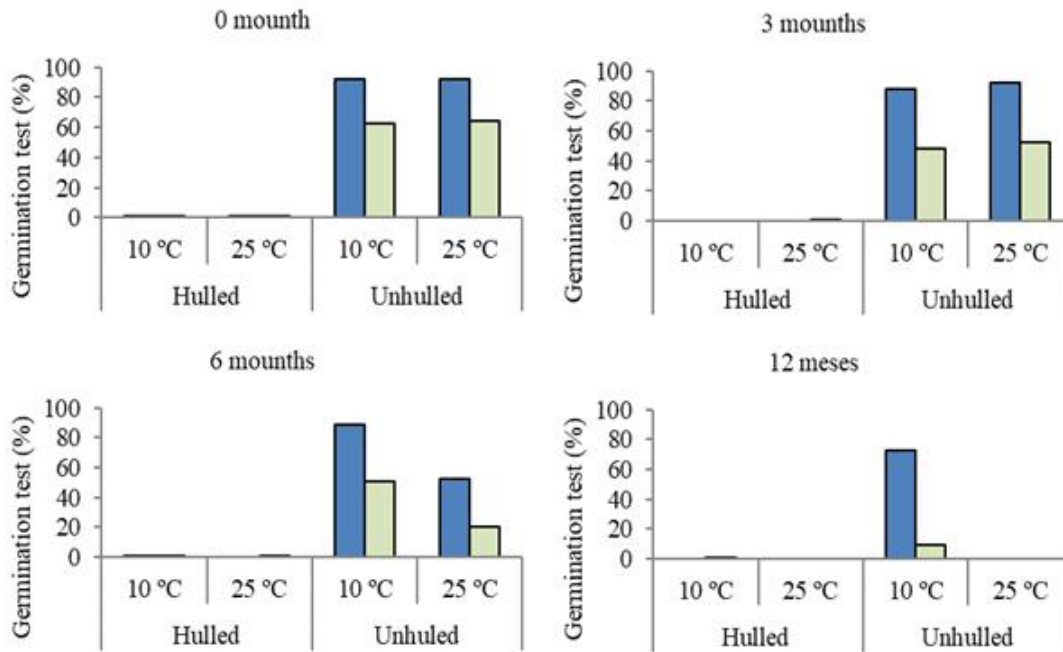 0 mounth
Germination test (%)
100
80
60
40
20
0
10 ºC 25 ºC 10 ºC 25 ºC
Hulled Unhulled
3 mounths
Germination test (%)
100
80
60
40
20
0
10 ºC 25 ºC 10 ºC 25 ºC
Hulled Unhulled
6 mounths
Germination test (%)
100
80
60
40
20
0
10 ºC 25 ºC 10 ºC 25 ºC
Hulled Unhuled
12 meses
Germination test (%)
100
80
60
40
20
0
10 ºC 25 ºC 10 ºC 25 ºC
Hulled Unhulled